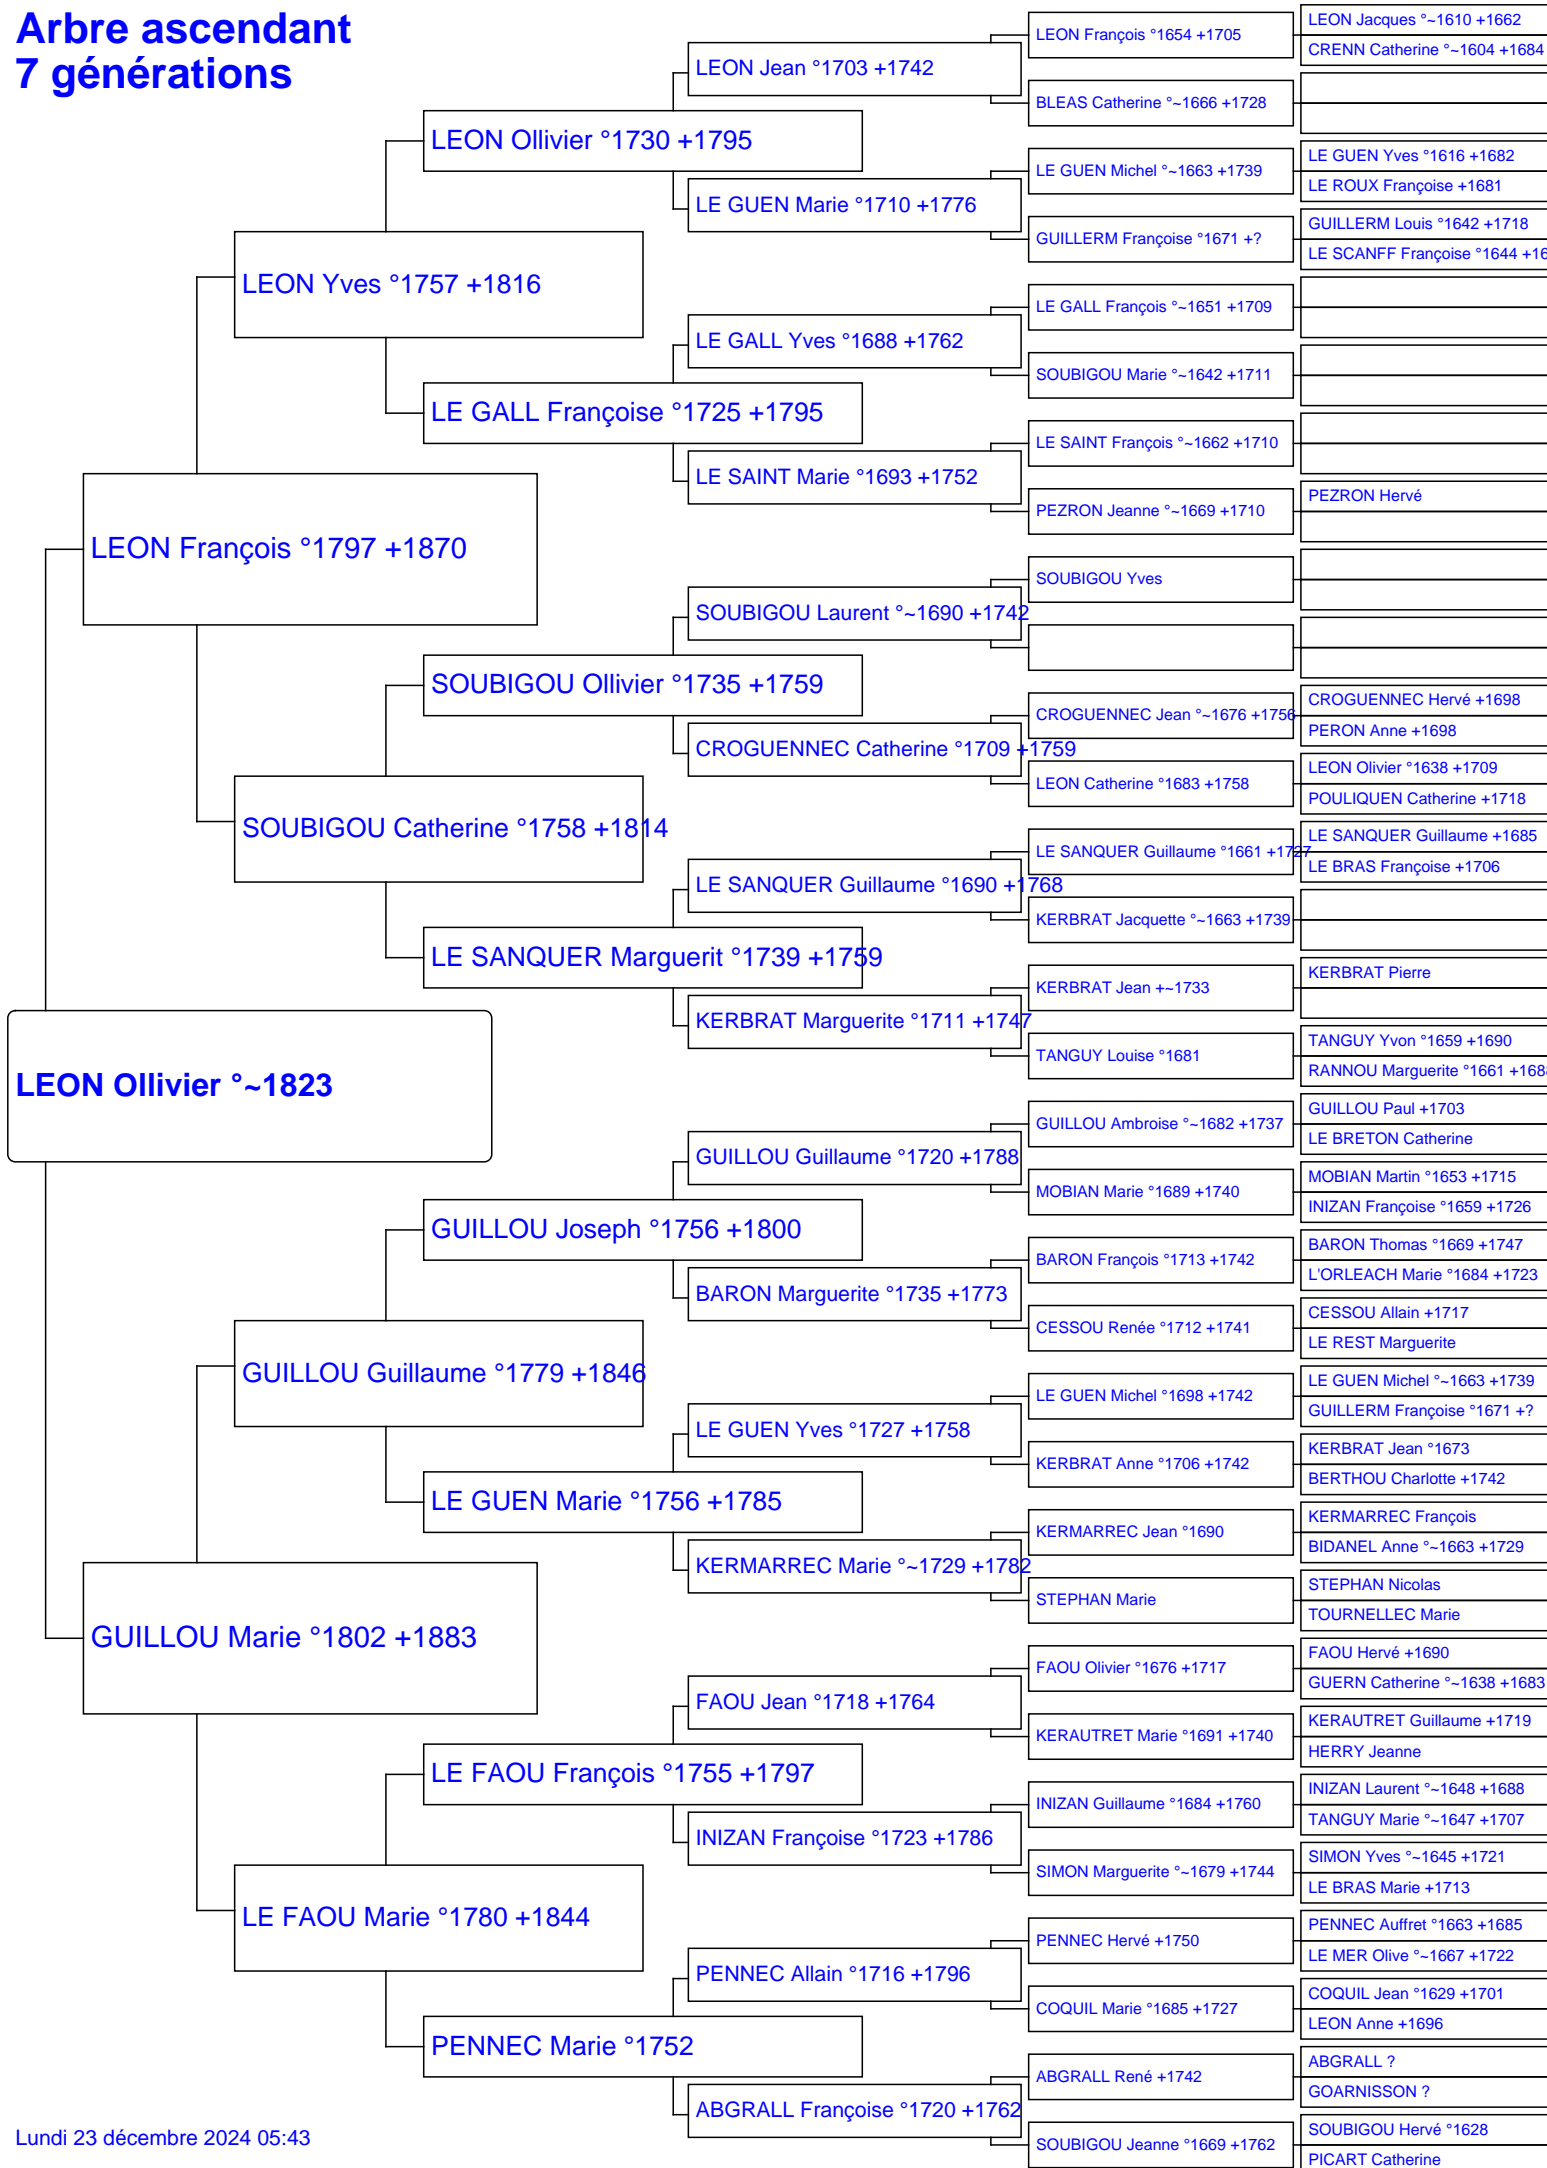 Arbre ascendant
7 générations
LEON Ollivier °~1823
LEON François °1797 +1870
GUILLOU Marie °1802 +1883
LEON Yves °1757 +1816
SOUBIGOU Catherine °1758 +1814
GUILLOU Guillaume °1779 +1846
LE FAOU Marie °1780 +1844
LEON Ollivier °1730 +1795
LE GALL Françoise °1725 +1795
SOUBIGOU Ollivier °1735 +1759
LE SANQUER Marguerit °1739 +1759
GUILLOU Joseph °1756 +1800
LE GUEN Marie °1756 +1785
LE FAOU François °1755 +1797
PENNEC Marie °1752
LEON Jean °1703 +1742
LE GUEN Marie °1710 +1776
LE GALL Yves °1688 +1762
LE SAINT Marie °1693 +1752
SOUBIGOU Laurent °~1690 +1742
CROGUENNEC Catherine °1709 +1759
LE SANQUER Guillaume °1690 +1768
KERBRAT Marguerite °1711 +1747
GUILLOU Guillaume °1720 +1788
BARON Marguerite °1735 +1773
LE GUEN Yves °1727 +1758
KERMARREC Marie °~1729 +1782
FAOU Jean °1718 +1764
INIZAN Françoise °1723 +1786
PENNEC Allain °1716 +1796
ABGRALL Françoise °1720 +1762
LEON François °1654 +1705
BLEAS Catherine °~1666 +1728
LE GUEN Michel °~1663 +1739
GUILLERM Françoise °1671 +?
LE GALL François °~1651 +1709
SOUBIGOU Marie °~1642 +1711
LE SAINT François °~1662 +1710
PEZRON Jeanne °~1669 +1710
SOUBIGOU Yves
CROGUENNEC Jean °~1676 +1756
LEON Catherine °1683 +1758
LE SANQUER Guillaume °1661 +1727
KERBRAT Jacquette °~1663 +1739
KERBRAT Jean +~1733
TANGUY Louise °1681
GUILLOU Ambroise °~1682 +1737
MOBIAN Marie °1689 +1740
BARON François °1713 +1742
CESSOU Renée °1712 +1741
LE GUEN Michel °1698 +1742
KERBRAT Anne °1706 +1742
KERMARREC Jean °1690
STEPHAN Marie
FAOU Olivier °1676 +1717
KERAUTRET Marie °1691 +1740
INIZAN Guillaume °1684 +1760
SIMON Marguerite °~1679 +1744
PENNEC Hervé +1750
COQUIL Marie °1685 +1727
ABGRALL René +1742
SOUBIGOU Jeanne °1669 +1762
LEON Jacques °~1610 +1662
CRENN Catherine °~1604 +1684
LE GUEN Yves °1616 +1682
LE ROUX Françoise +1681
GUILLERM Louis °1642 +1718
LE SCANFF Françoise °1644 +16
PEZRON Hervé
CROGUENNEC Hervé +1698
PERON Anne +1698
LEON Olivier °1638 +1709
POULIQUEN Catherine +1718
LE SANQUER Guillaume +1685
LE BRAS Françoise +1706
KERBRAT Pierre
TANGUY Yvon °1659 +1690
RANNOU Marguerite °1661 +168
GUILLOU Paul +1703
LE BRETON Catherine
MOBIAN Martin °1653 +1715
INIZAN Françoise °1659 +1726
BARON Thomas °1669 +1747
L'ORLEACH Marie °1684 +1723
CESSOU Allain +1717
LE REST Marguerite
LE GUEN Michel °~1663 +1739
GUILLERM Françoise °1671 +?
KERBRAT Jean °1673
BERTHOU Charlotte +1742
KERMARREC François
BIDANEL Anne °~1663 +1729
STEPHAN Nicolas
TOURNELLEC Marie
FAOU Hervé +1690
GUERN Catherine °~1638 +1683
KERAUTRET Guillaume +1719
HERRY Jeanne
INIZAN Laurent °~1648 +1688
TANGUY Marie °~1647 +1707
SIMON Yves °~1645 +1721
LE BRAS Marie +1713
PENNEC Auffret °1663 +1685
LE MER Olive °~1667 +1722
COQUIL Jean °1629 +1701
LEON Anne +1696
ABGRALL ?
GOARNISSON ?
SOUBIGOU Hervé °1628
PICART Catherine
Lundi 23 décembre 2024 05:43